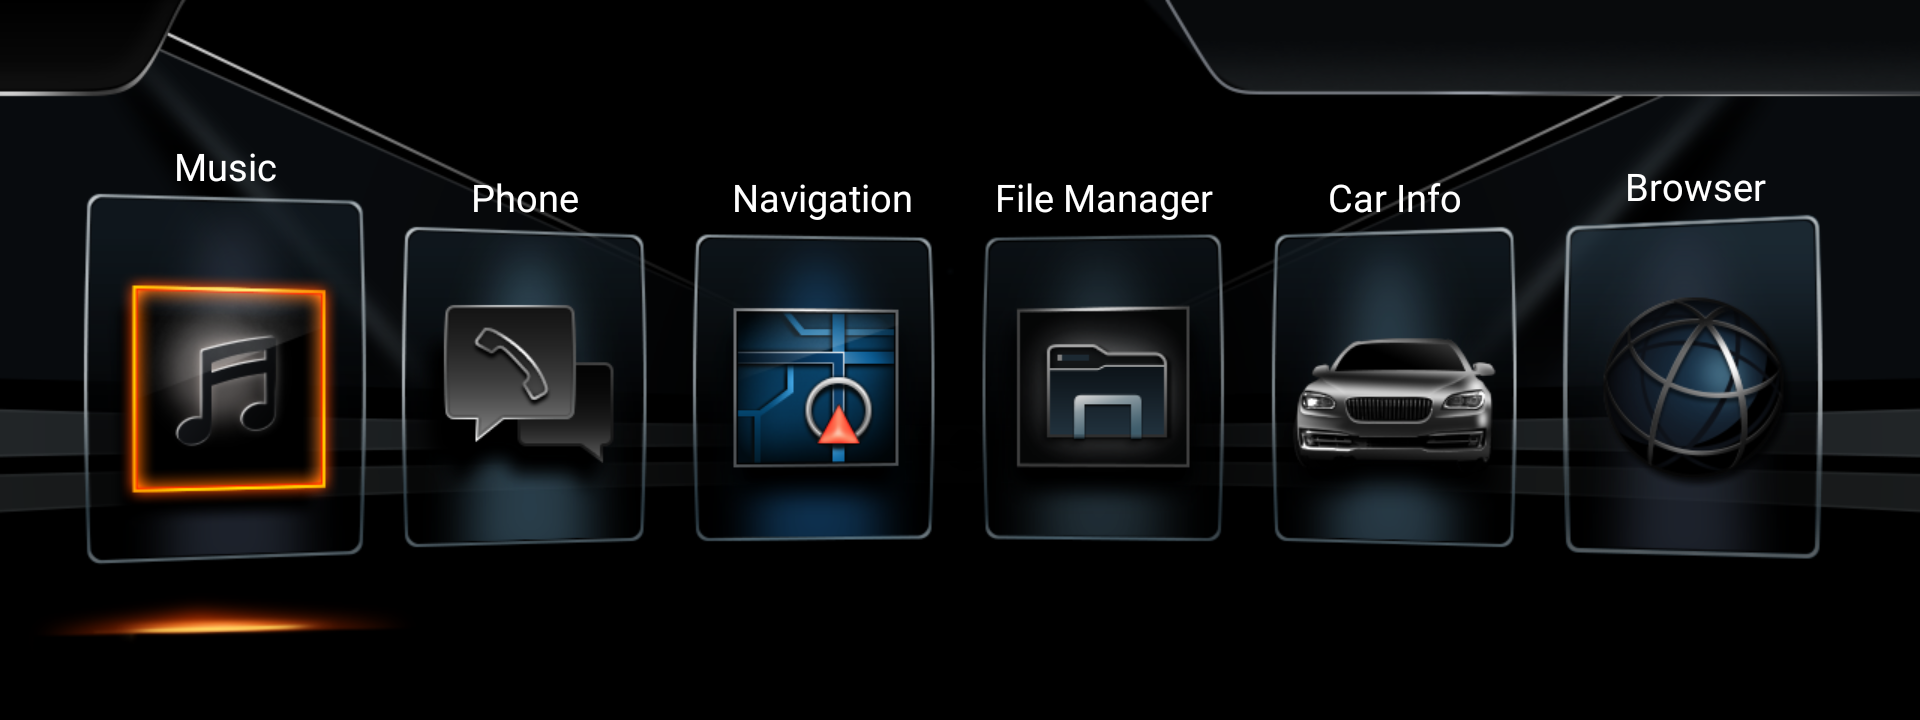 Music
Phone
Navigation
File Manager
Car Info
Browser